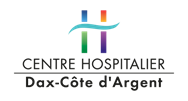 CENTRE HOSPITALIER
Dax-Côte d'Argent